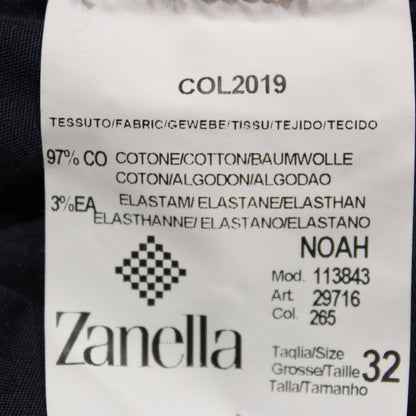 COL2019
TESSUTO/FABRIC/GEWEBE/TISSU/TEJIDO/TECIDO
97% CO COTONE/COTTON/BAUMWOLLE
COTON/ALGODON/ALGODAO
3%EA ELASTAM/ELASTANE/ELASTHAN
ELASTHANNE/ELASTANO/ELASTANO
NOAH
Mod. 113843
Art. 29716
Col. 265
Zanella
Taglia/Size
Grosse/Taille 32
Talla/Tamanho